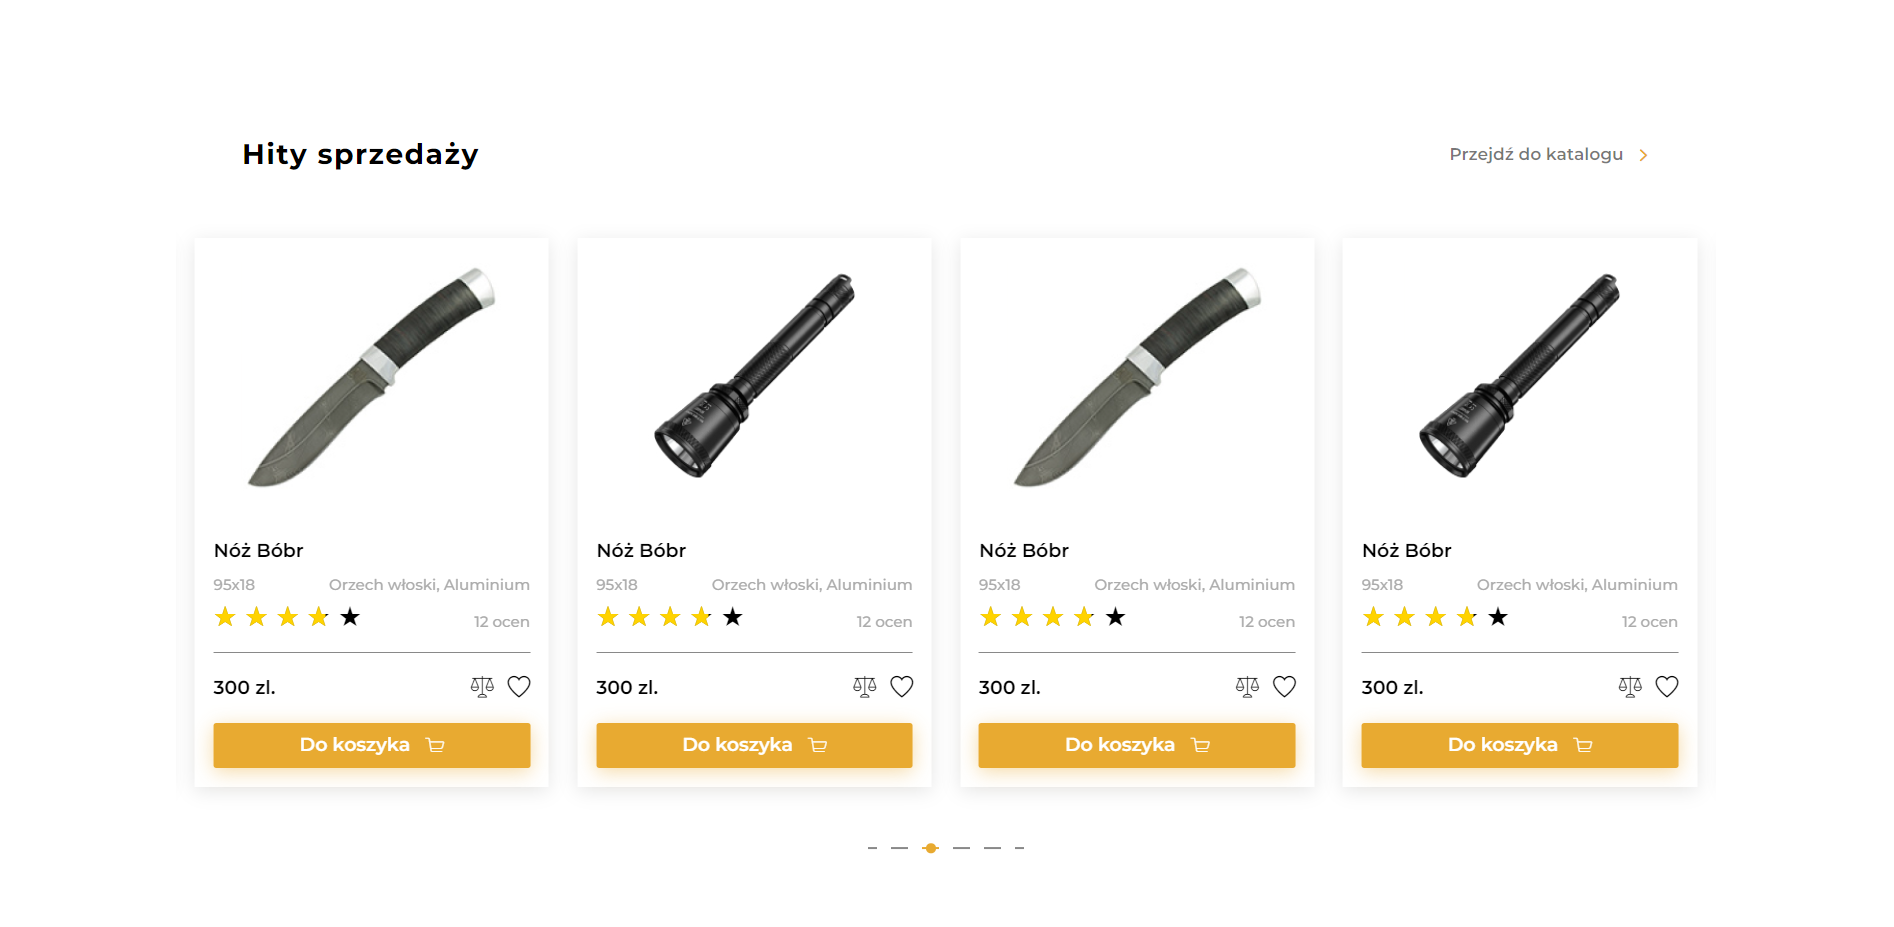 Hity sprzedaży
Przejdź do katalogu
Nóż Bóbr
95x18 Orzech włoski, Aluminium
12 ocen
300 zl.
Do koszyka
Nóż Bóbr
95x18 Orzech włoski, Aluminium
12 ocen
300 zl.
Do koszyka
Nóż Bóbr
95x18 Orzech włoski, Aluminium
12 ocen
300 zl.
Do koszyka
Nóż Bóbr
95x18 Orzech włoski, Aluminium
12 ocen
300 zl.
Do koszyka